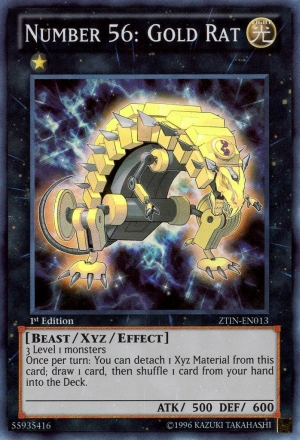 NUMBER 56: GOLD RAT
LIGHT
光
1st Edition
ZTIN-EN013
[BEAST / XYZ / EFFECT]
3 Level 1 monsters
Once per turn: You can detach 1 Xyz Material from this
card; draw 1 card, then shuffle 1 card from your hand
into the Deck.
ATK/ 500 DEF/ 600
55935416
©1996 KAZUKI TAKAHASHI